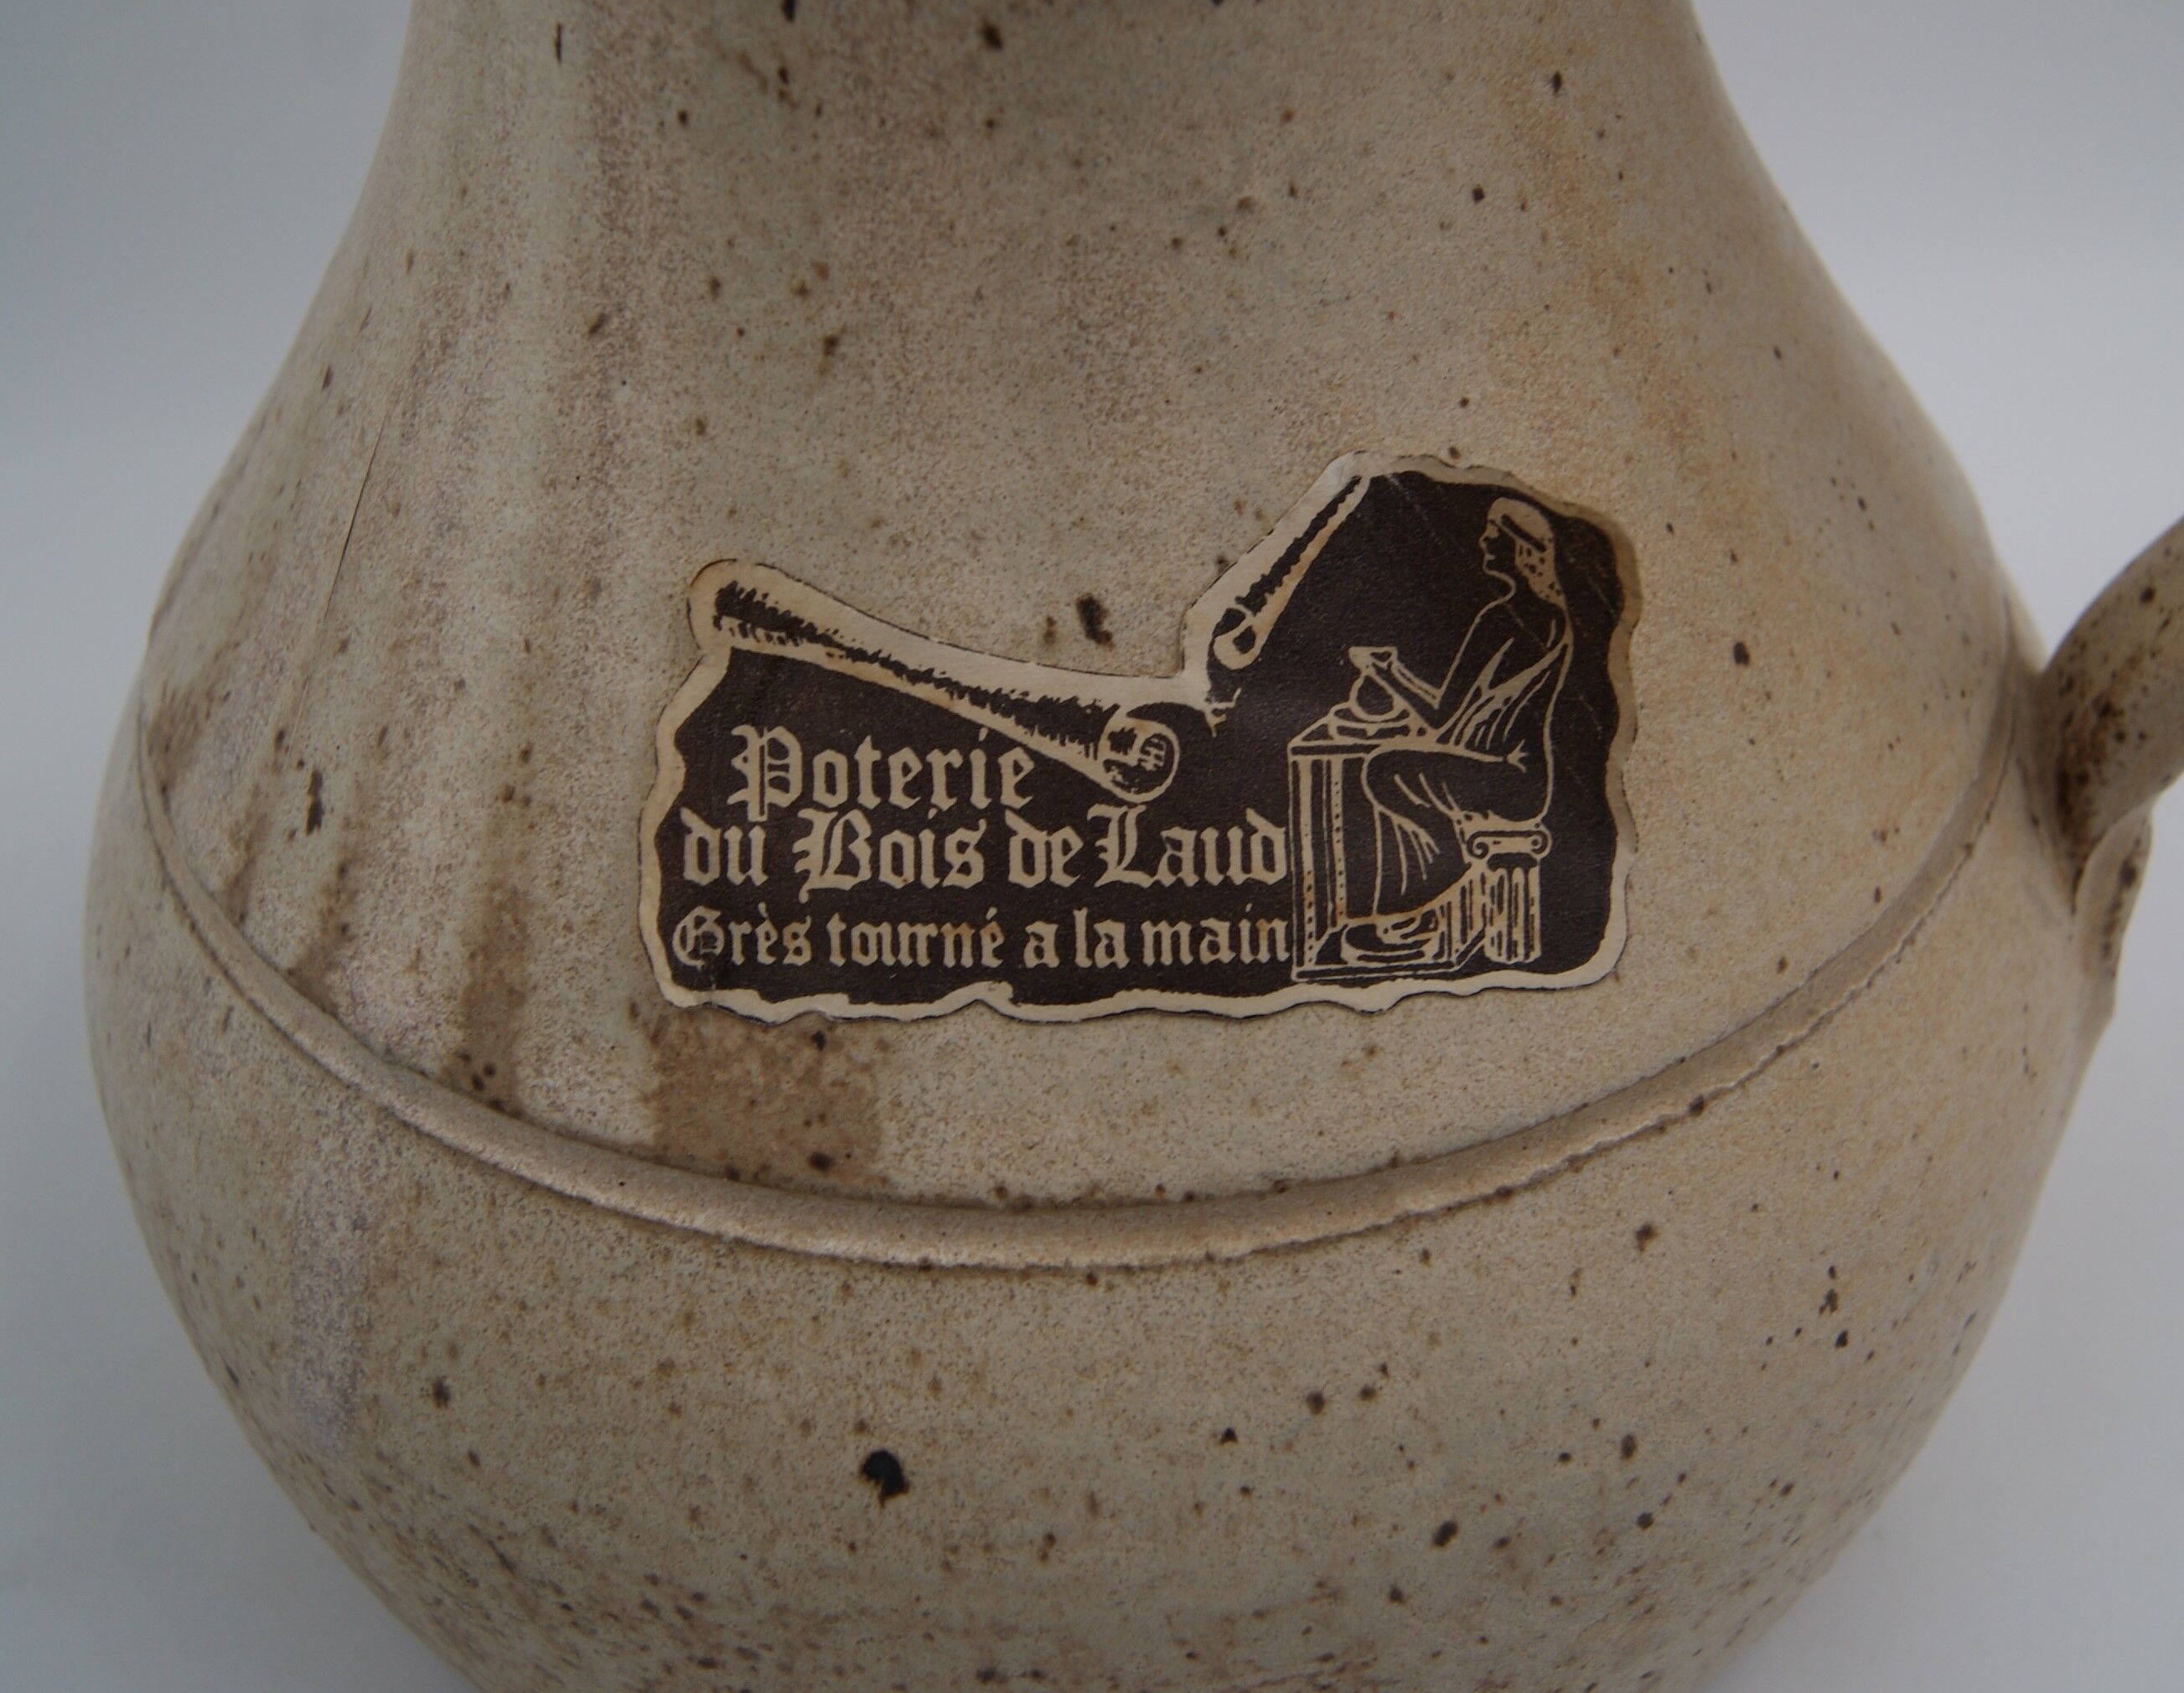 Poterie
du Bois de Laud
Grès tourné a la main